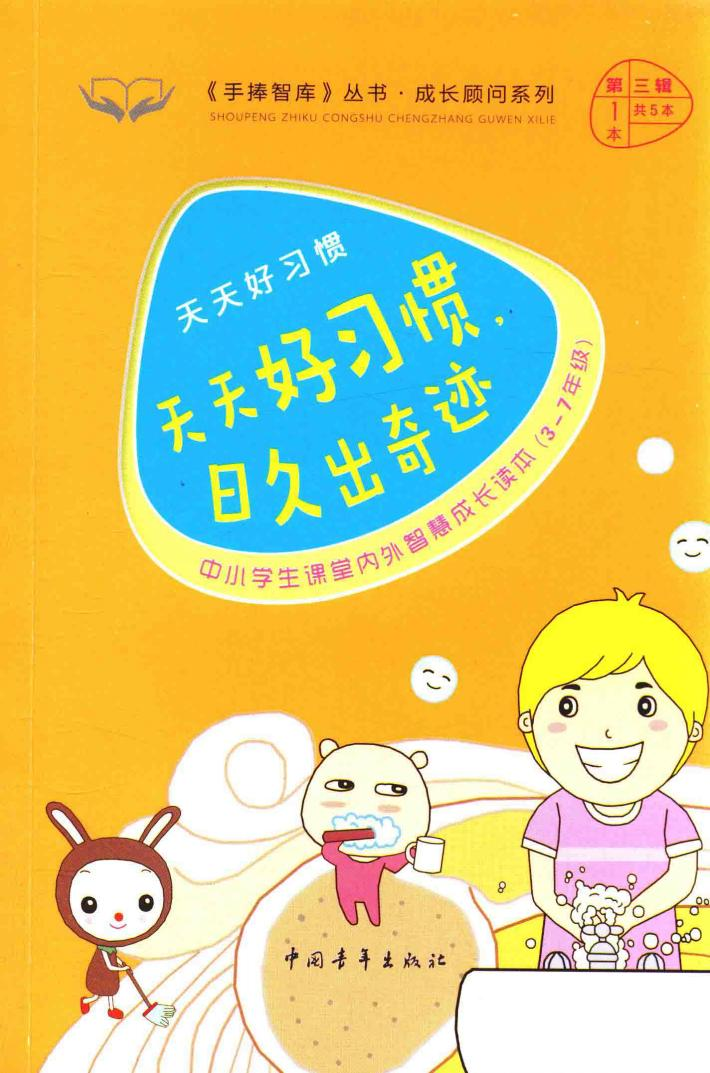 《手捧智库》丛书·成长顾问系列
SHOUPENG ZHIKU CONGSHU CHENGZHANG GUWEN XILIE
第三辑
1本
共5本
天天好习惯
天天好习惯，
日久出奇迹
中小学生课堂内外智慧成长读本(3-7年级)
中国青年出版社